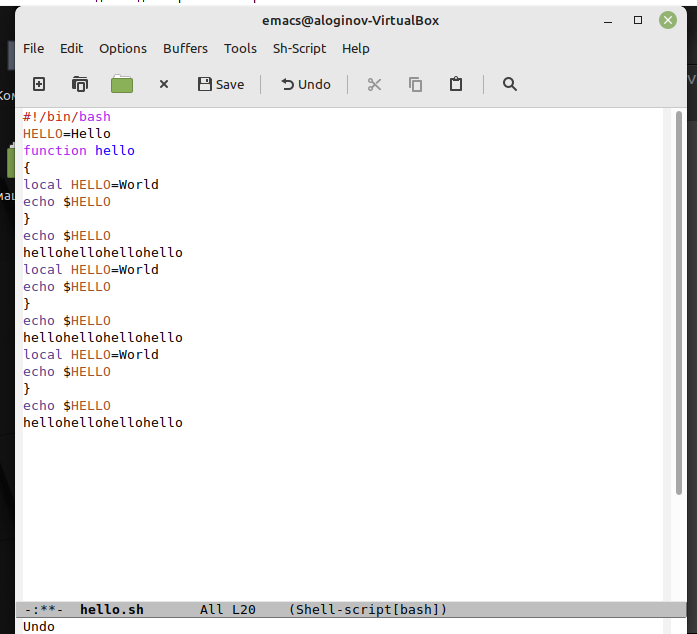 emacs@aloginov-VirtualBox
File Edit Options Buffers Tools Sh-Script Help
Save Undo
#!/bin/bash
HELLO=Hello
function hello
{
local HELLO=World
echo $HELLO
}
echo $HELLO
hellohellohellohello
local HELLO=World
echo $HELLO
}
echo $HELLO
hellohellohellohello
local HELLO=World
echo $HELLO
}
echo $HELLO
hellohellohellohello
-:**- hello.sh All L20 (Shell-script[bash])
Undo